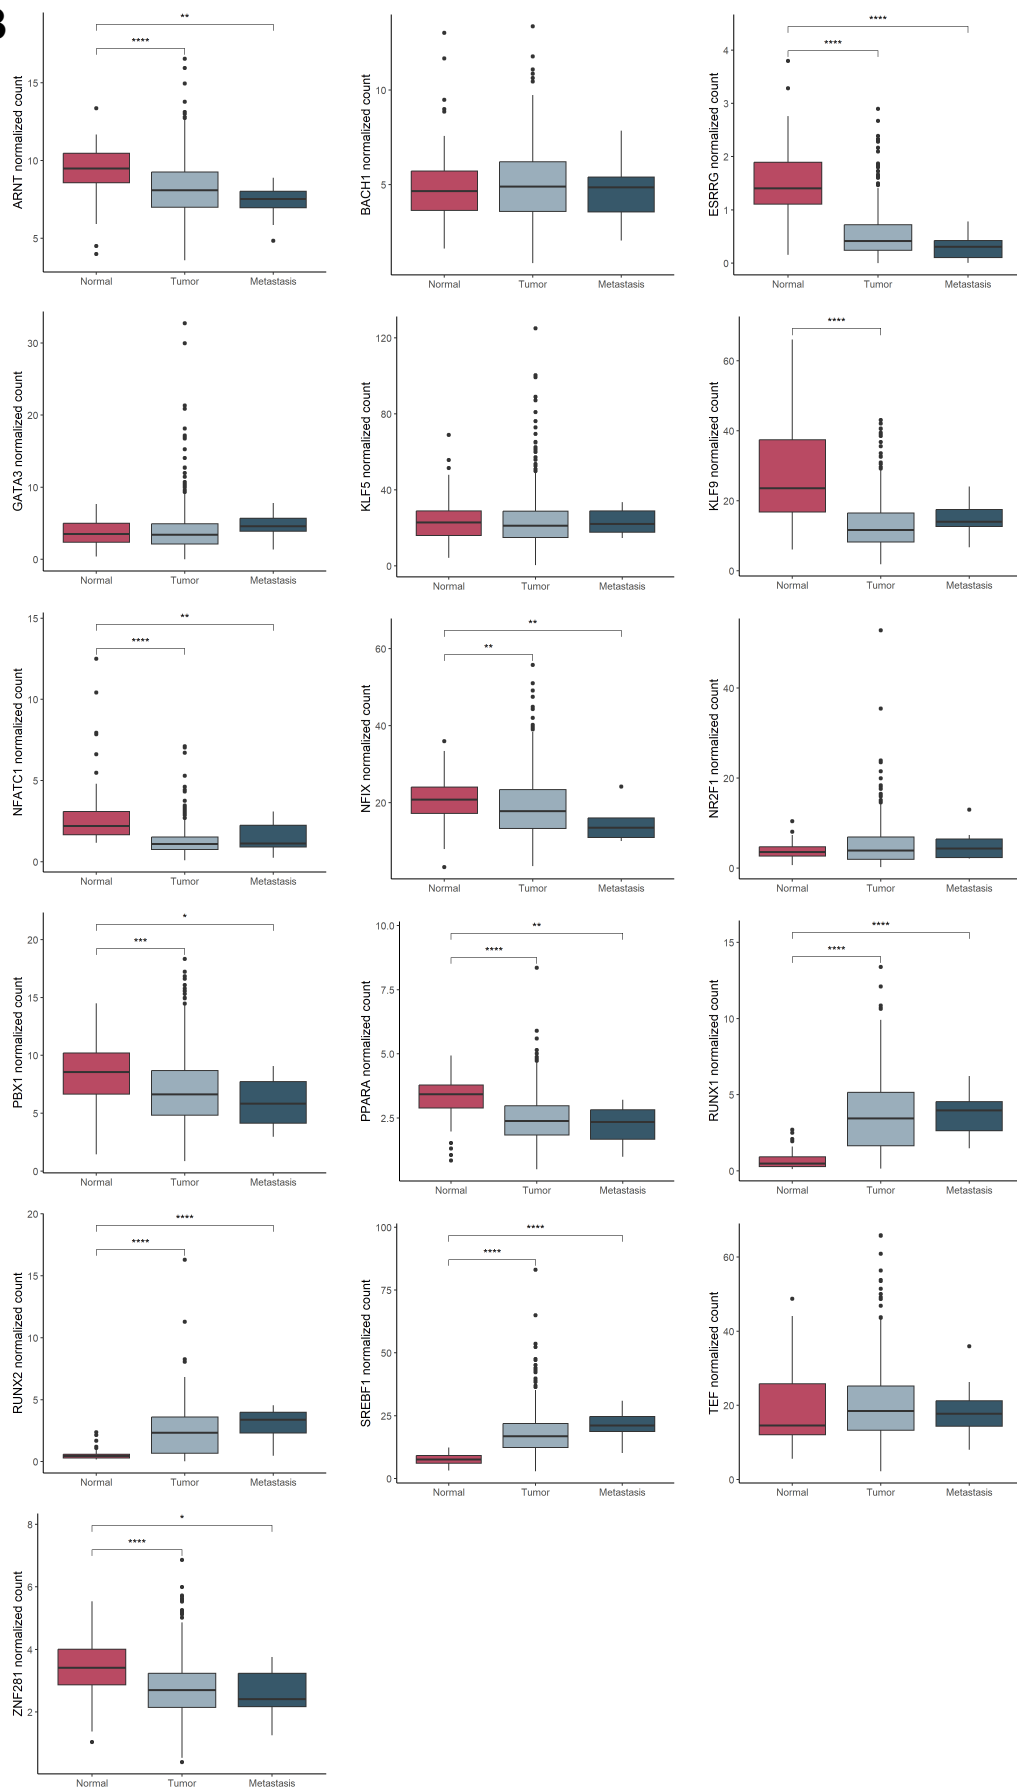 B
ARNT normalized count
15
10
5
**
****
Normal Tumor Metastasis
BACH1 normalized count
10
5
Normal Tumor Metastasis
ESRRG normalized count
4
3
2
1
0
****
****
Normal Tumor Metastasis
GATA3 normalized count
30
20
10
0
Normal Tumor Metastasis
KLF5 normalized count
120
80
40
0
Normal Tumor Metastasis
KLF9 normalized count
60
40
20
0
****
Normal Tumor Metastasis
NFATC1 normalized count
15
10
5
0
**
****
Normal Tumor Metastasis
NFIX normalized count
60
40
20
**
**
Normal Tumor Metastasis
NR2F1 normalized count
40
20
0
Normal Tumor Metastasis
PBX1 normalized count
20
15
10
5
0
*
***
Normal Tumor Metastasis
PPARA normalized count
10.0
7.5
5.0
2.5
**
****
Normal Tumor Metastasis
RUNX1 normalized count
15
10
5
0
****
****
Normal Tumor Metastasis
RUNX2 normalized count
20
15
10
5
0
****
****
Normal Tumor Metastasis
SREBF1 normalized count
100
75
50
25
0
****
****
Normal Tumor Metastasis
TEF normalized count
60
40
20
0
Normal Tumor Metastasis
ZNF281 normalized count
8
6
4
2
*
****
Normal Tumor Metastasis